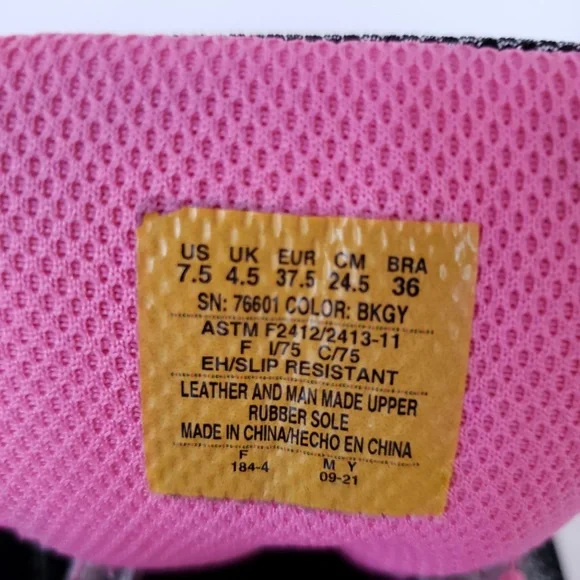 US UK EUR CM BRA
7.5 4.5 37.5 24.5 36
SN: 76601 COLOR: BKGY
ASTM F2412/2413-11
F I/75 C/75
EH/SLIP RESISTANT
LEATHER AND MAN MADE UPPER
RUBBER SOLE
MADE IN CHINA/HECHO EN CHINA
F M Y
184-4 09-21